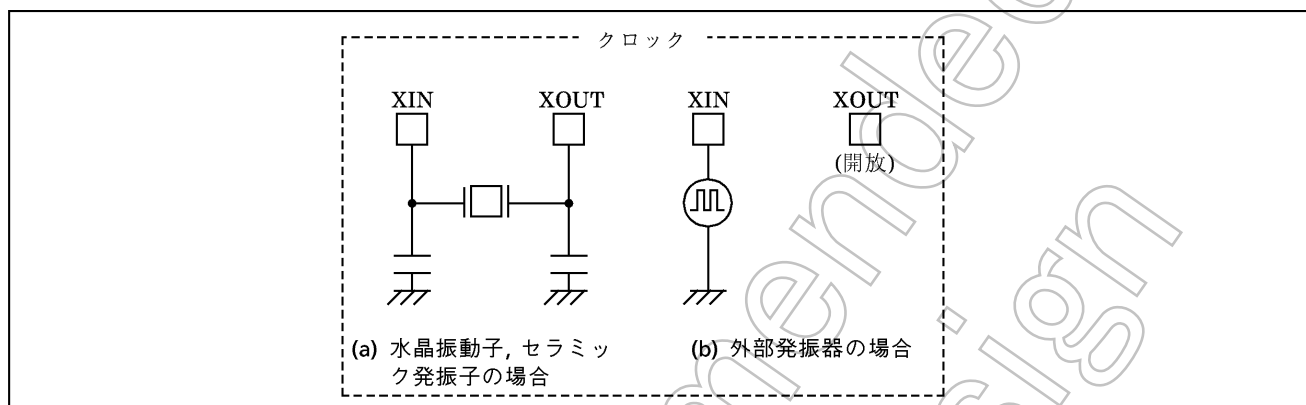 クロック
XIN
XOUT
XIN
XOUT
(開放)
(a) 水晶振動子, セラミッ
ク発振子の場合
(b) 外部発振器の場合